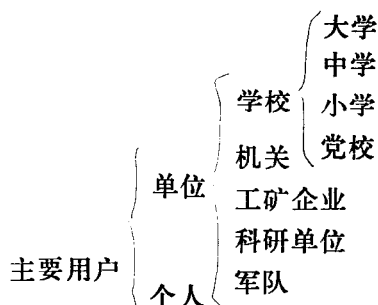 大学
中学
学校
小学
机关
党校
单位
工矿企业
科研单位
主要用户
军队
个人